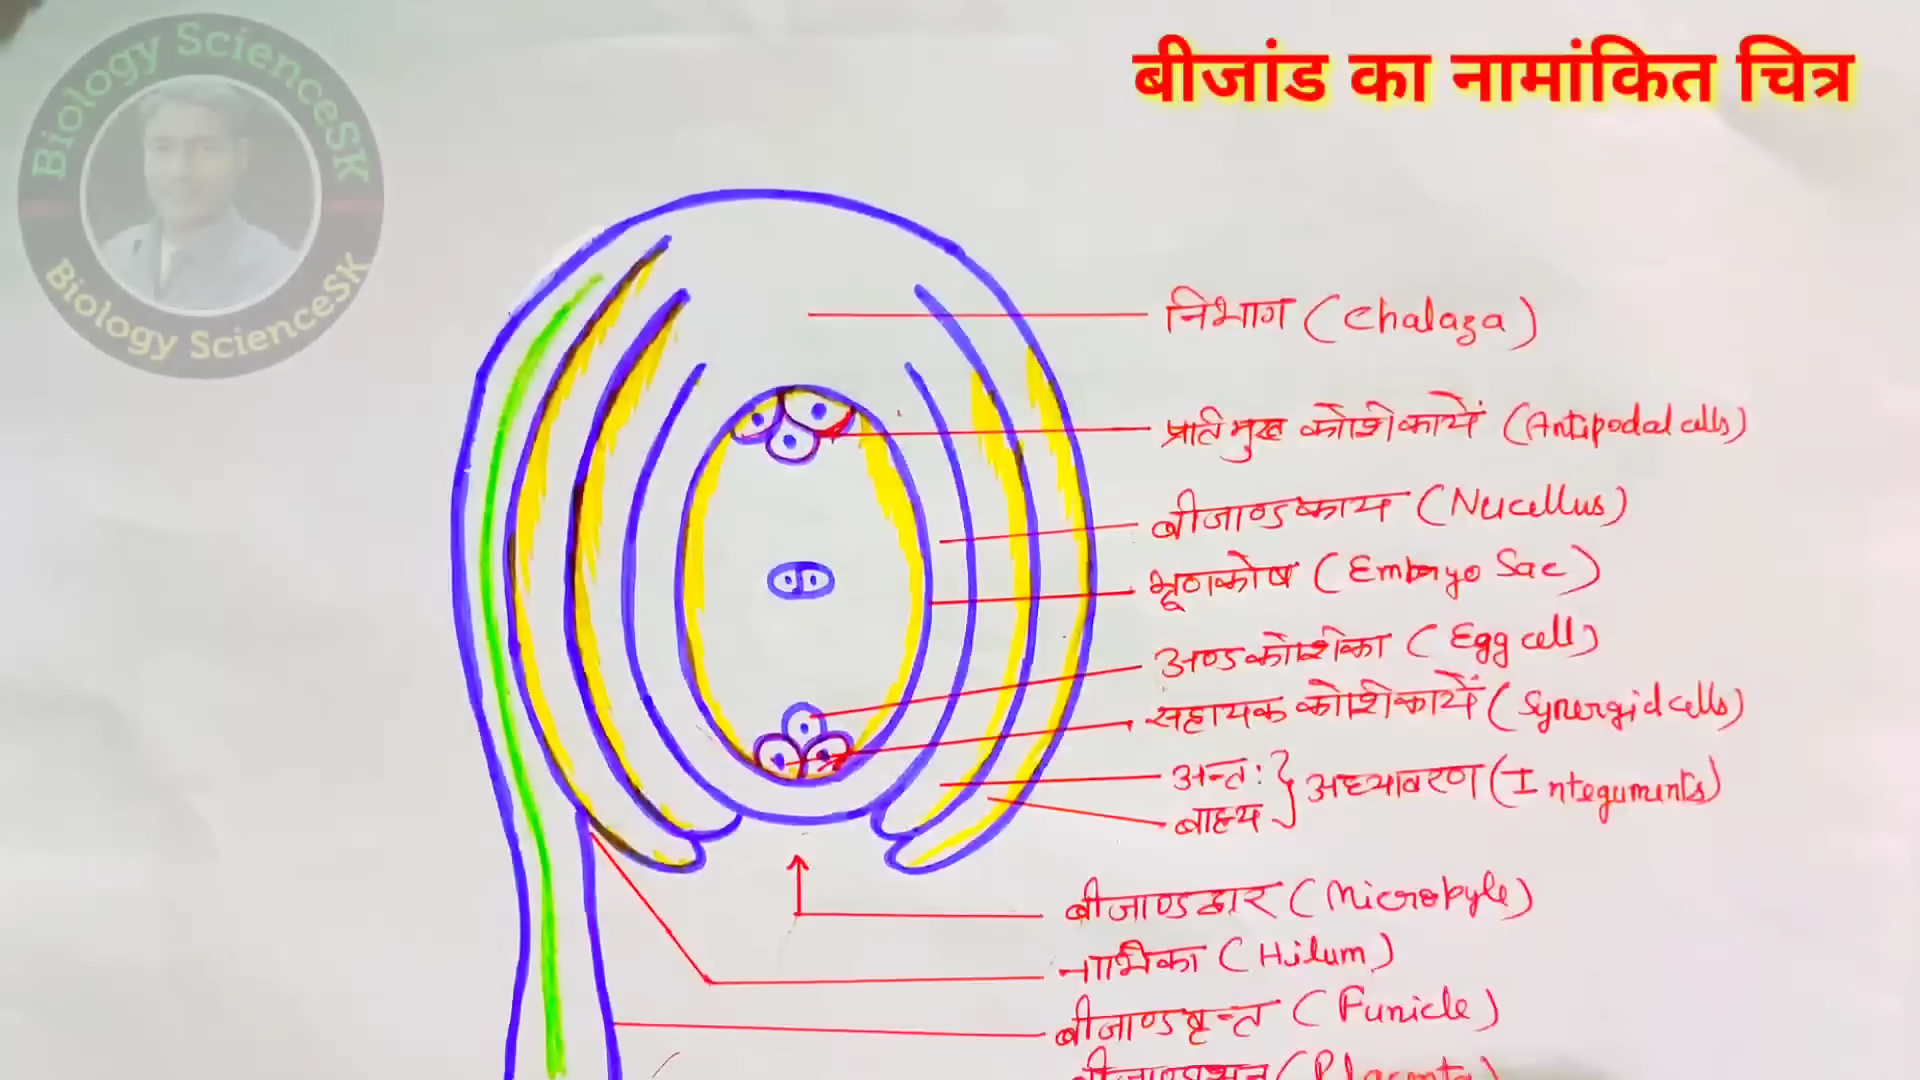 Biology ScienceSK
Biology ScienceSK
बीजांड का नामांकित चित्र
निभाग (Chalaza)
प्रतिमुख कोशिकायें (Antipodal cells)
बीजाण्डकाय (Nucellus)
भ्रूणकोष (Embryo Sac)
अण्डकोशिका (Egg cell)
सहायक कोशिकायें (Synergid cells)
अन्त: } अध्यावरण (Integuments)
बाह्य
बीजाण्डद्वार (Micropyle)
नाभिका (Hilum)
बीजाण्डवृन्त (Funicle)
(Placenta)